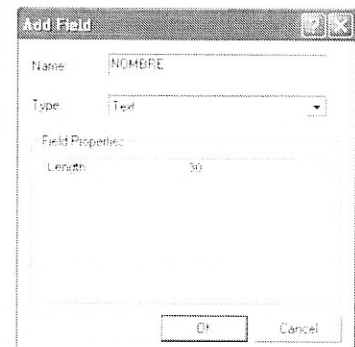 Add Field
Name: NOMBRE
Type: Text
Field Properties
Length 30
OK Cancel